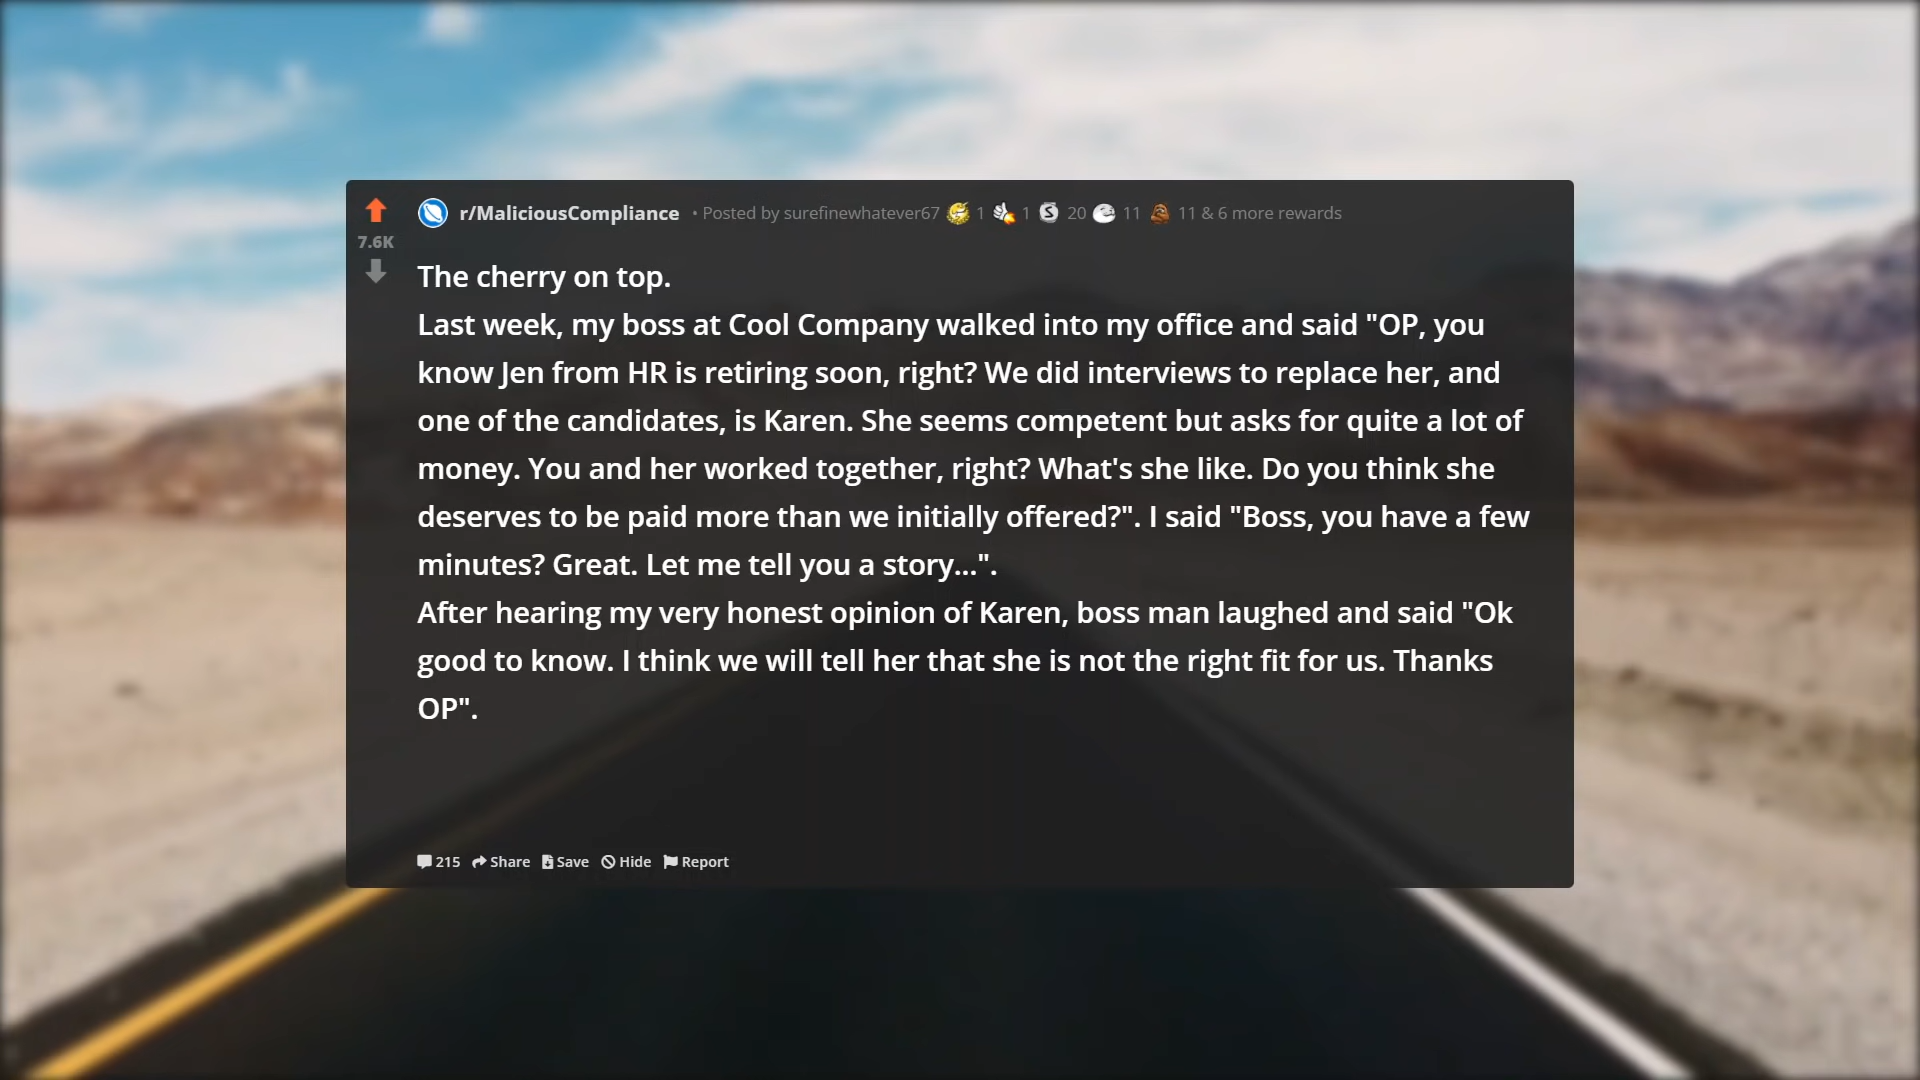 r/MaliciousCompliance • Posted by surefinewhatever67 1 1 20 11 11 & 6 more rewards
7.6K
The cherry on top.
Last week, my boss at Cool Company walked into my office and said "OP, you
know Jen from HR is retiring soon, right? We did interviews to replace her, and
one of the candidates, is Karen. She seems competent but asks for quite a lot of
money. You and her worked together, right? What's she like. Do you think she
deserves to be paid more than we initially offered?". I said "Boss, you have a few
minutes? Great. Let me tell you a story...".
After hearing my very honest opinion of Karen, boss man laughed and said "Ok
good to know. I think we will tell her that she is not the right fit for us. Thanks
OP".
215 Share Save Hide Report